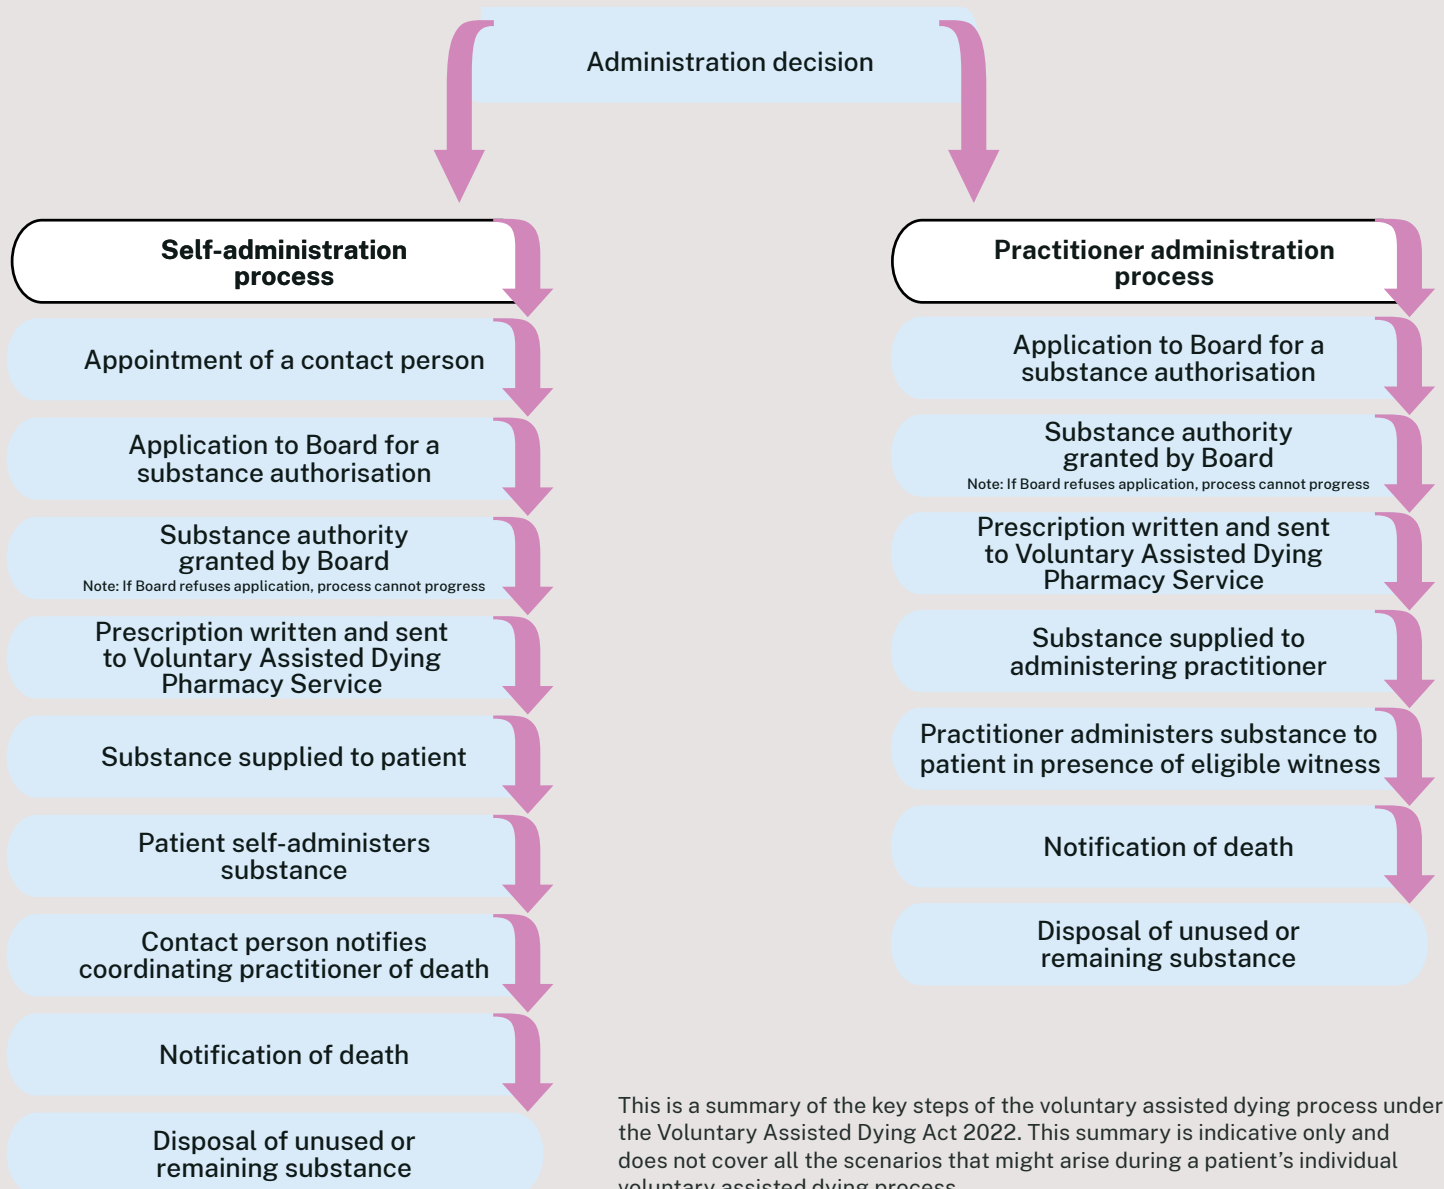 Administration decision
Self-administration
process
Appointment of a contact person
Application to Board for a
substance authorisation
Substance authority
granted by Board
Note: If Board refuses application, process cannot progress
Prescription written and sent
to Voluntary Assisted Dying
Pharmacy Service
Substance supplied to patient
Patient self-administers
substance
Contact person notifies
coordinating practitioner of death
Notification of death
Disposal of unused or
remaining substance
Practitioner administration
process
Application to Board for a
substance authorisation
Substance authority
granted by Board
Note: If Board refuses application, process cannot progress
Prescription written and sent
to Voluntary Assisted Dying
Pharmacy Service
Substance supplied to
administering practitioner
Practitioner administers substance to
patient in presence of eligible witness
Notification of death
Disposal of unused or
remaining substance
This is a summary of the key steps of the voluntary assisted dying process under
the Voluntary Assisted Dying Act 2022. This summary is indicative only and
does not cover all the scenarios that might arise during a patient’s individual
voluntary assisted dying process